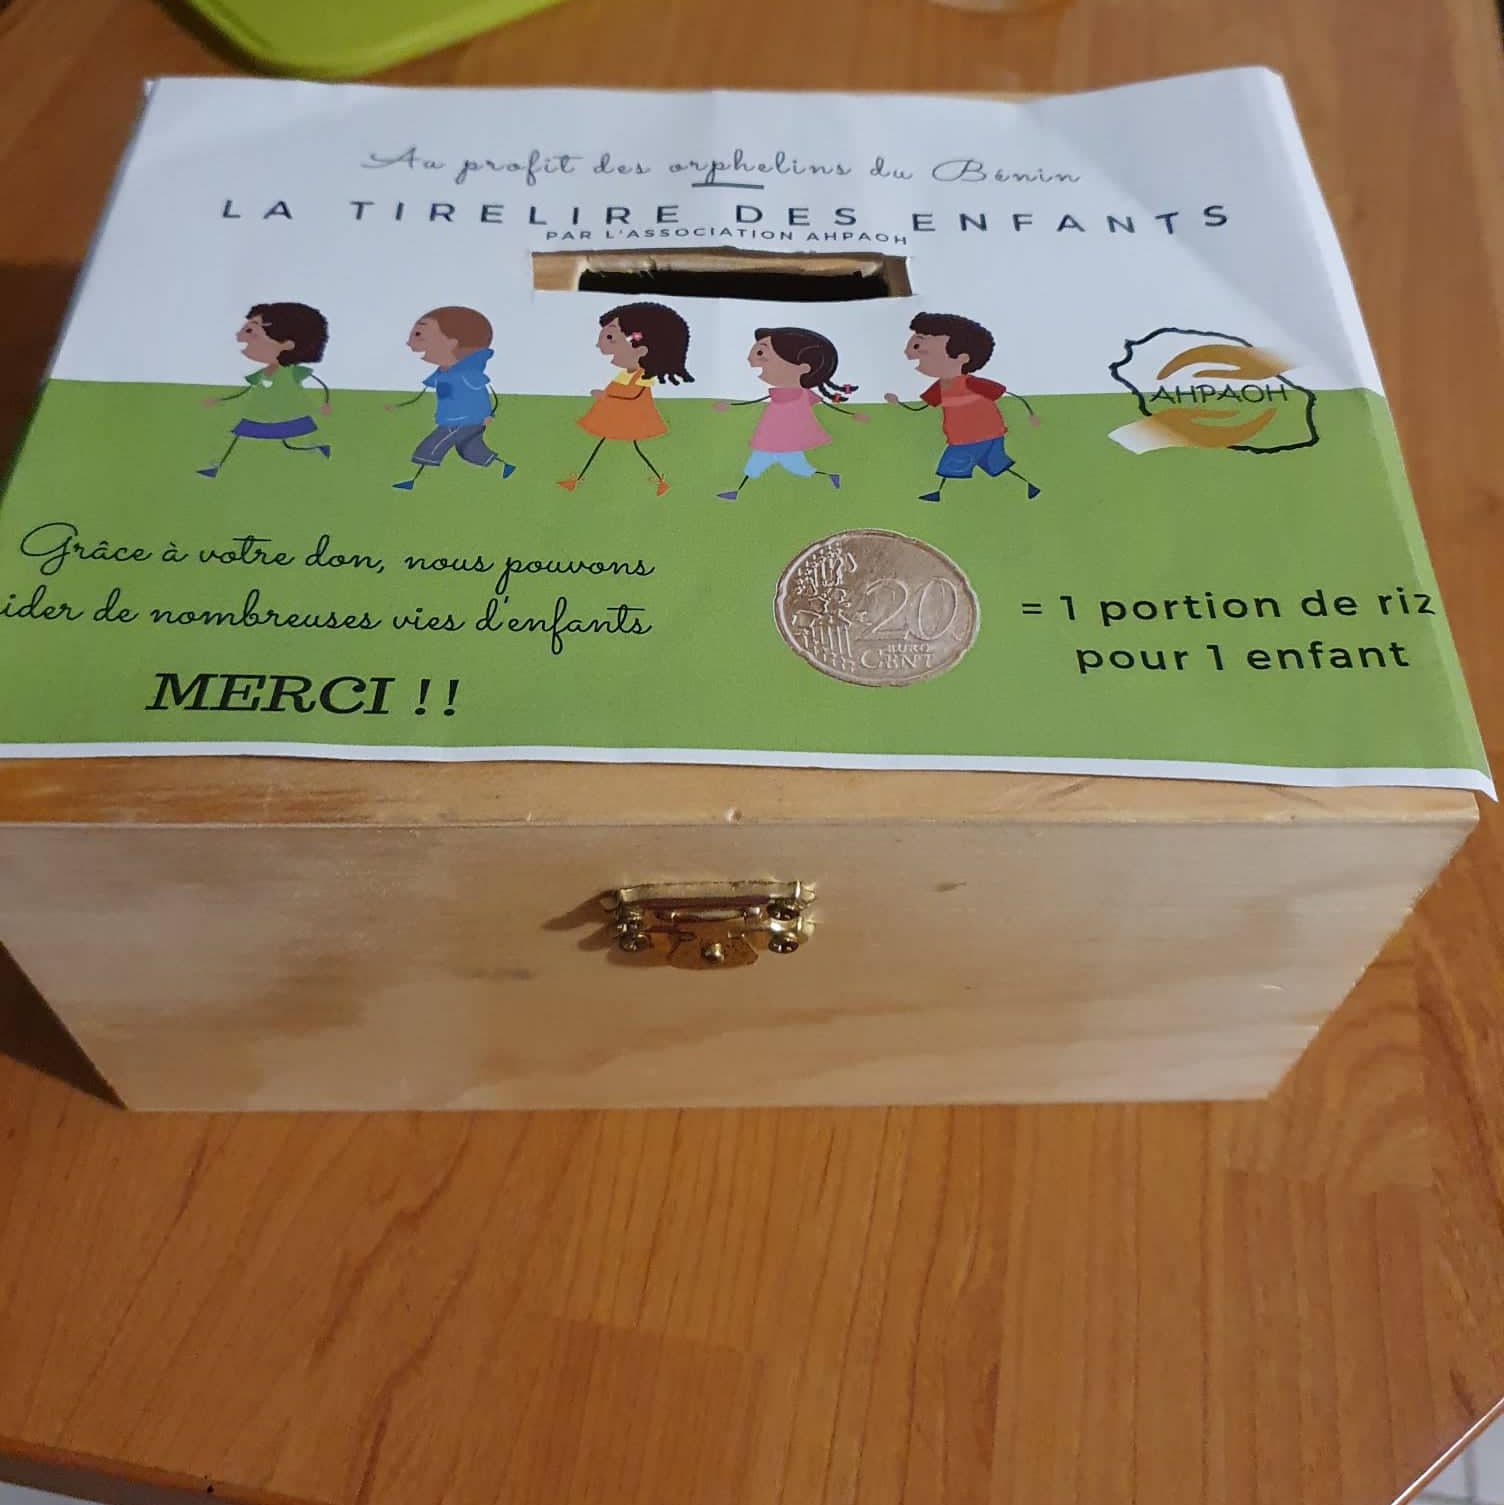 Au profit des orphelins du Bénin
LA TIRELIRE DES ENFANTS
PAR L'ASSOCIATION AHPAOH
AHPAOH
Grâce à votre don, nous pouvons
ider de nombreuses vies d'enfants
MERCI !!
20
EURO
CENT
= 1 portion de riz
pour 1 enfant